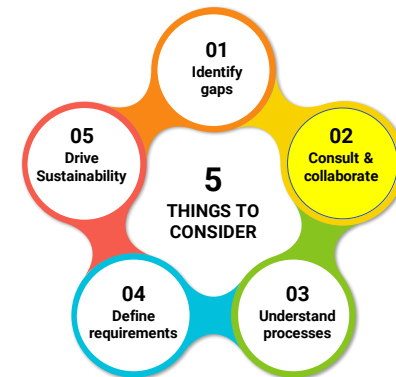 01
Identify
gaps
02
Consult &
collaborate
03
Understand
processes
04
Define
requirements
05
Drive
Sustainability
5
THINGS TO
CONSIDER